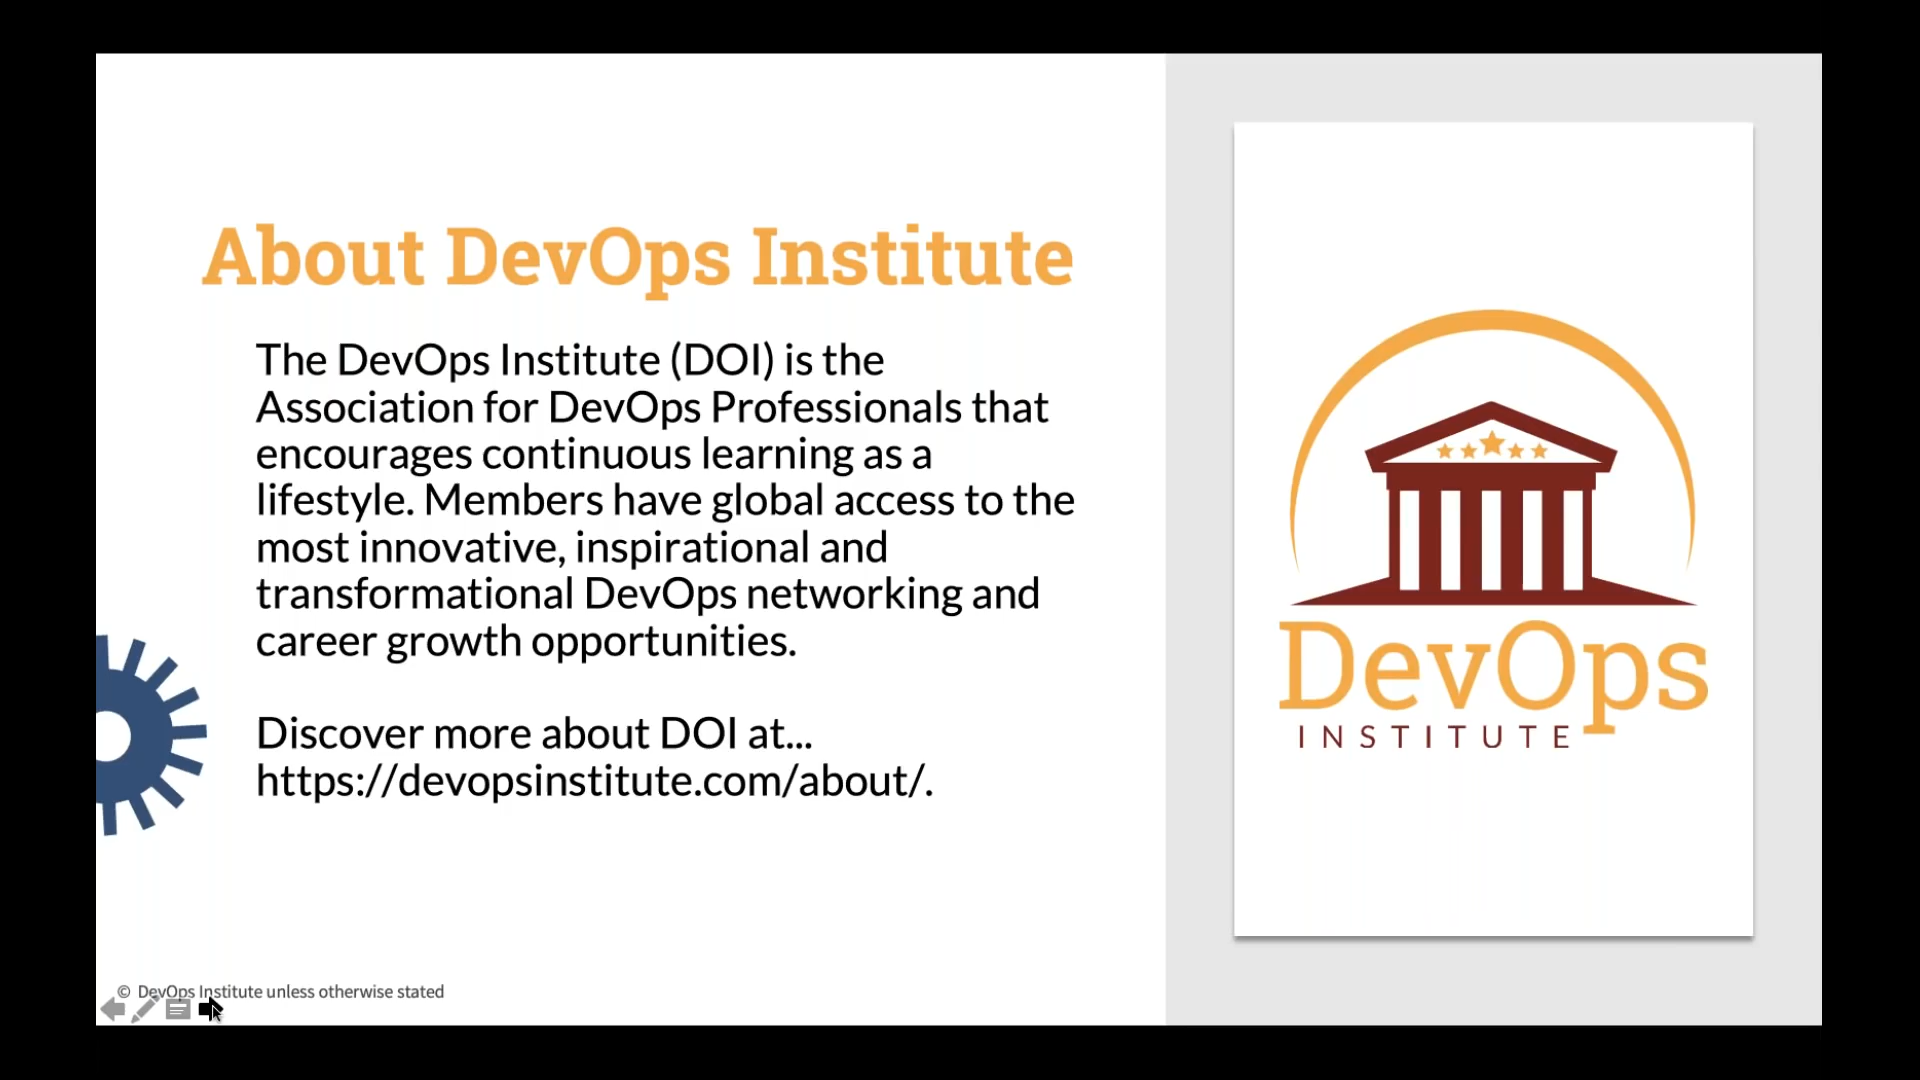 About DevOps Institute
The DevOps Institute (DOI) is the
Association for DevOps Professionals that
encourages continuous learning as a
lifestyle. Members have global access to the
most innovative, inspirational and
transformational DevOps networking and
career growth opportunities.
Discover more about DOI at...
https://devopsinstitute.com/about/.
DevOps
INSTITUTE
© DevOps Institute unless otherwise stated